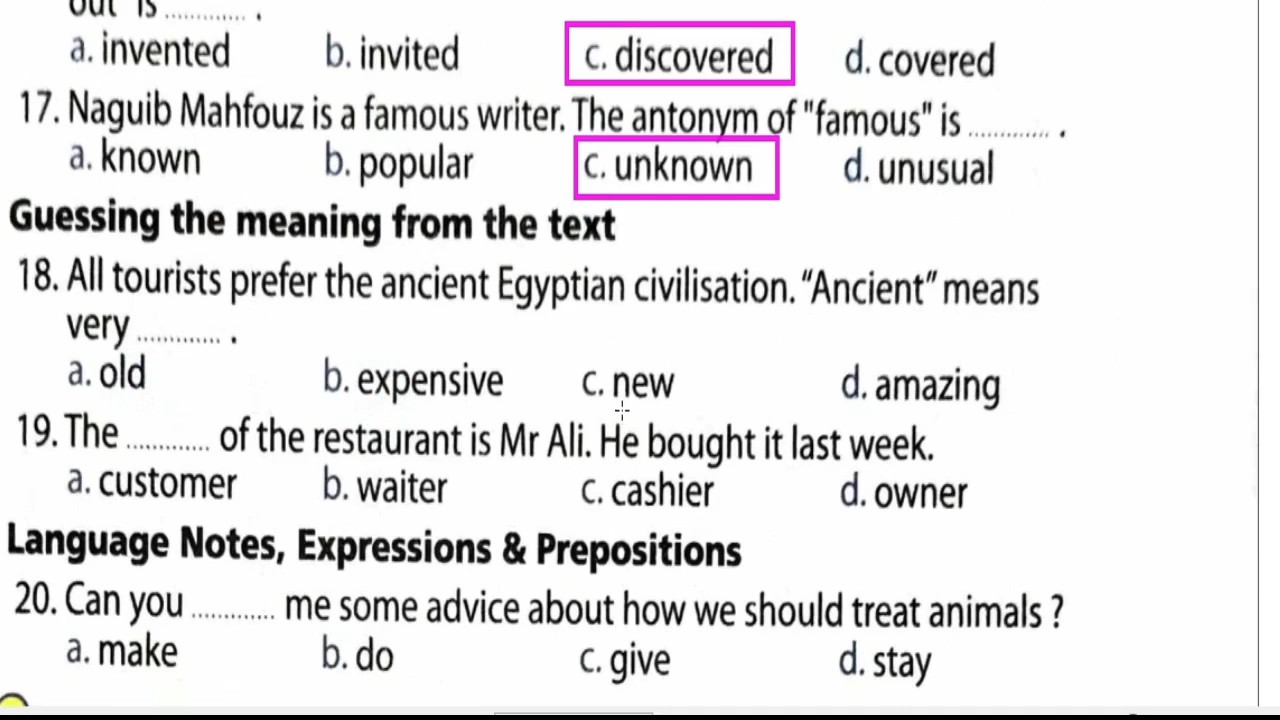 out" is ............ .
a. invented b. invited c. discovered d. covered
17. Naguib Mahfouz is a famous writer. The antonym of "famous" is ............ .
a. known b. popular c. unknown d. unusual
Guessing the meaning from the text
18. All tourists prefer the ancient Egyptian civilisation. “Ancient” means
very ............ .
a. old b. expensive c. new d. amazing
19. The ............ of the restaurant is Mr Ali. He bought it last week.
a. customer b. waiter c. cashier d. owner
Language Notes, Expressions & Prepositions
20. Can you ............ me some advice about how we should treat animals ?
a. make b. do c. give d. stay